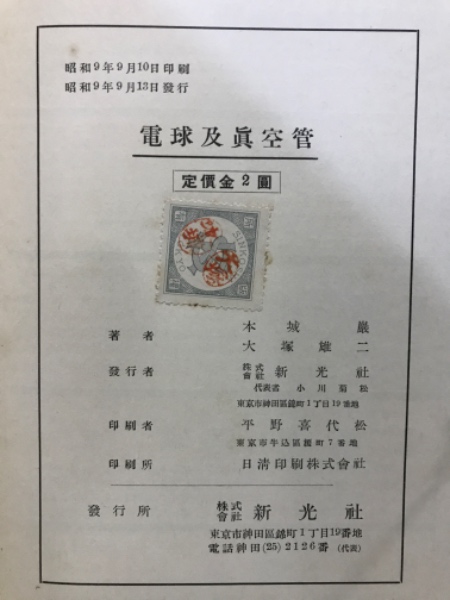 昭和9年9月10日印刷
昭和9年9月13日發行
電球及眞空管
定價金2圓
著者
本城巖
大塚雄二
發行者 株式會社 新光社
代表者 小川菊松
東京市神田區錦町1丁目19番地
印刷者 平野喜代松
東京市牛込區榎町7番地
印刷所 日清印刷株式會社
發行所 株式會社 新光社
東京市神田區錦町1丁目19番地
電話神田(25)2126番 (代表)